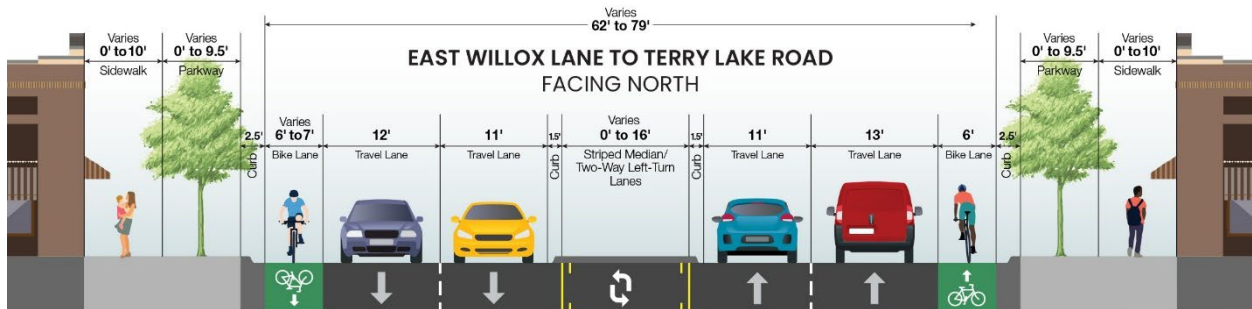 Varies
62' to 79'
EAST WILLOX LANE TO TERRY LAKE ROAD
FACING NORTH
Varies
0' to 10'
Sidewalk
Varies
0' to 9.5'
Parkway
2.5'
Curb
Varies
6' to 7'
Bike Lane
12'
Travel Lane
11'
Travel Lane
1.5'
Curb
Varies
0' to 16'
Striped Median/
Two-Way Left-Turn
Lanes
1.5'
Curb
11'
Travel Lane
13'
Travel Lane
6'
Bike Lane
2.5'
Curb
Varies
0' to 9.5'
Parkway
Varies
0' to 10'
Sidewalk